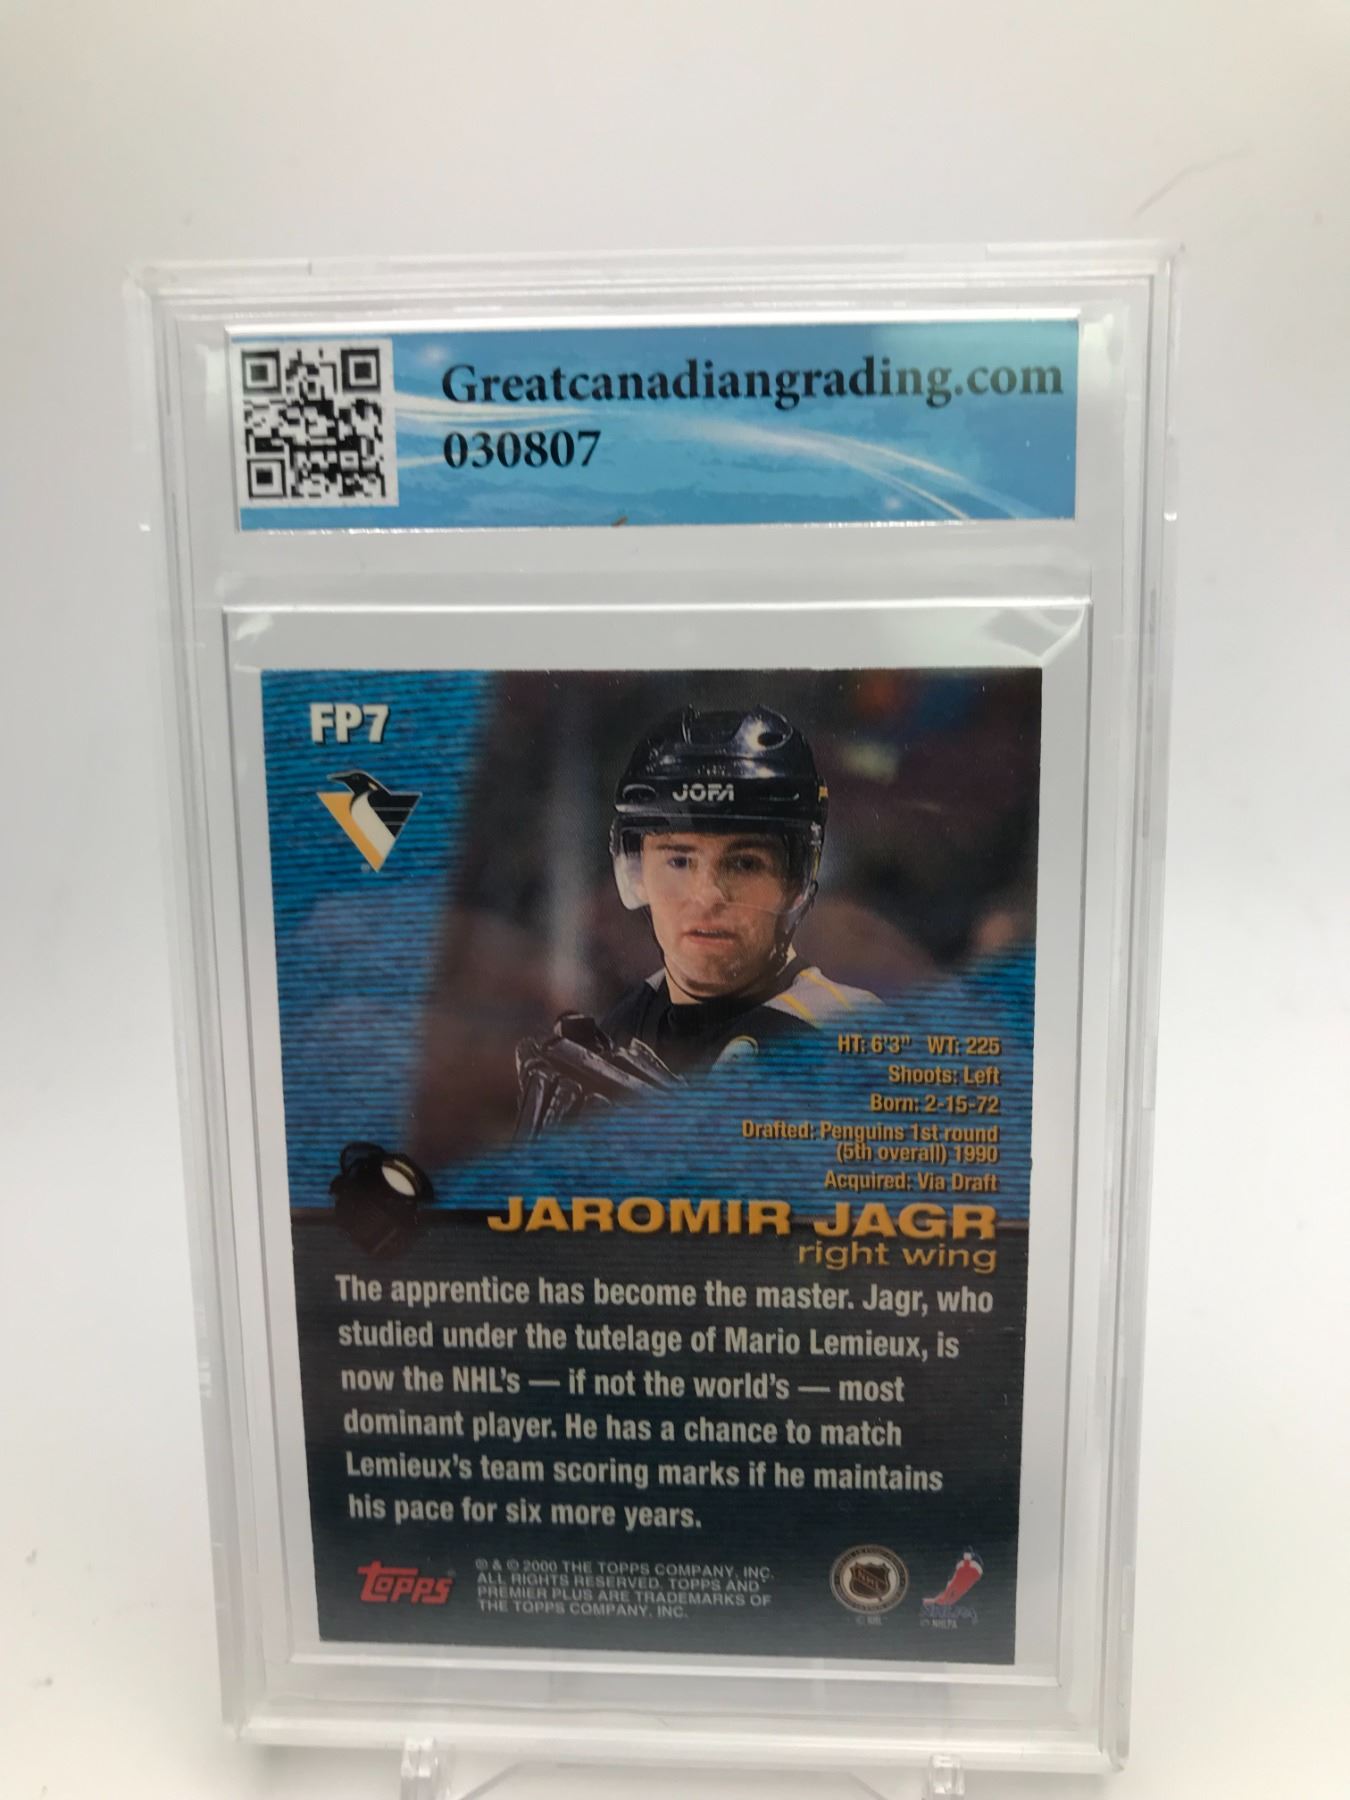 Greatcanadiangrading.com
030807
FP7
JOFA
HT: 6'3" WT: 225
Shoots: Left
Born: 2-15-72
Drafted: Penguins 1st round
(5th overall) 1990
Acquired: Via Draft
JAROMIR JAGR
right wing
The apprentice has become the master. Jagr, who
studied under the tutelage of Mario Lemieux, is
now the NHL's — if not the world's — most
dominant player. He has a chance to match
Lemieux's team scoring marks if he maintains
his pace for six more years.
Topps
® & © 2000 THE TOPPS COMPANY, INC.
ALL RIGHTS RESERVED. TOPPS AND
PREMIER PLUS ARE TRADEMARKS OF
THE TOPPS COMPANY, INC.
NHL
© NHL
NHLPA
© NHLPA